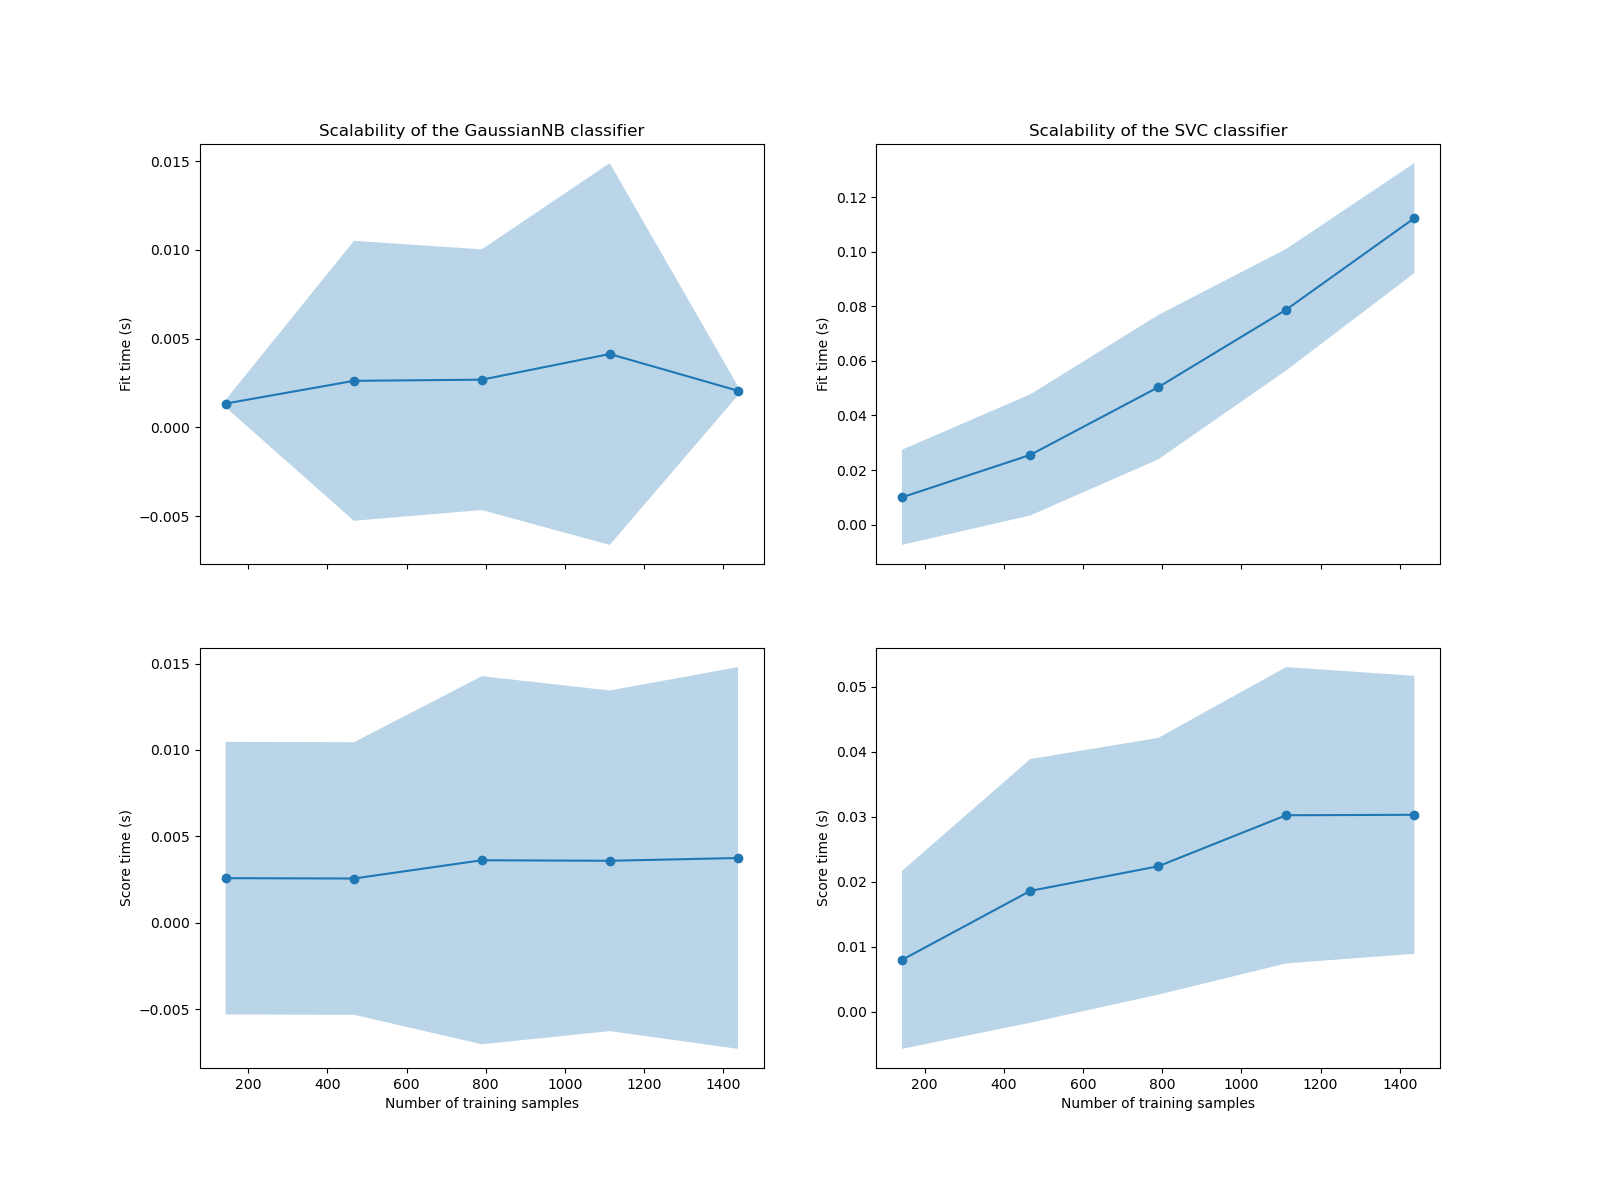 Scalability of the GaussianNB classifier
0.015
0.010
0.005
0.000
−0.005
Fit time (s)
Scalability of the SVC classifier
0.12
0.10
0.08
0.06
0.04
0.02
0.00
Fit time (s)
0.015
0.010
0.005
0.000
−0.005
Score time (s)
200 400 600 800 1000 1200 1400
Number of training samples
0.05
0.04
0.03
0.02
0.01
0.00
Score time (s)
200 400 600 800 1000 1200 1400
Number of training samples